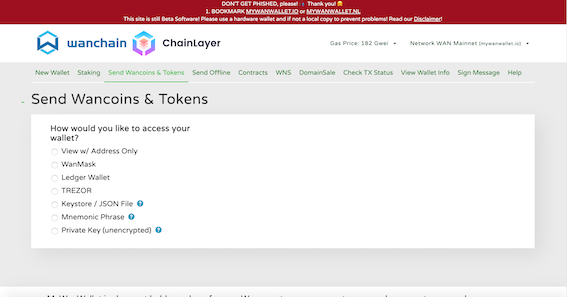 DON'T GET PHISHED, please! Thank you!
1. BOOKMARK MYWANWALLET.IO or MYWANWALLET.NL
This site is still Beta Software! Please use a hardware wallet and if not a local copy to prevent problems! Read our Disclaimer!
wanchain ChainLayer
Gas Price: 182 Gwei Network WAN Mainnet (mywanwallet.io)
New Wallet Staking Send Wancoins & Tokens Send Offline Contracts WNS DomainSale Check TX Status View Wallet Info Sign Message Help
Send Wancoins & Tokens
How would you like to access your
wallet?
View w/ Address Only
WanMask
Ledger Wallet
TREZOR
Keystore / JSON File
Mnemonic Phrase
Private Key (unencrypted)